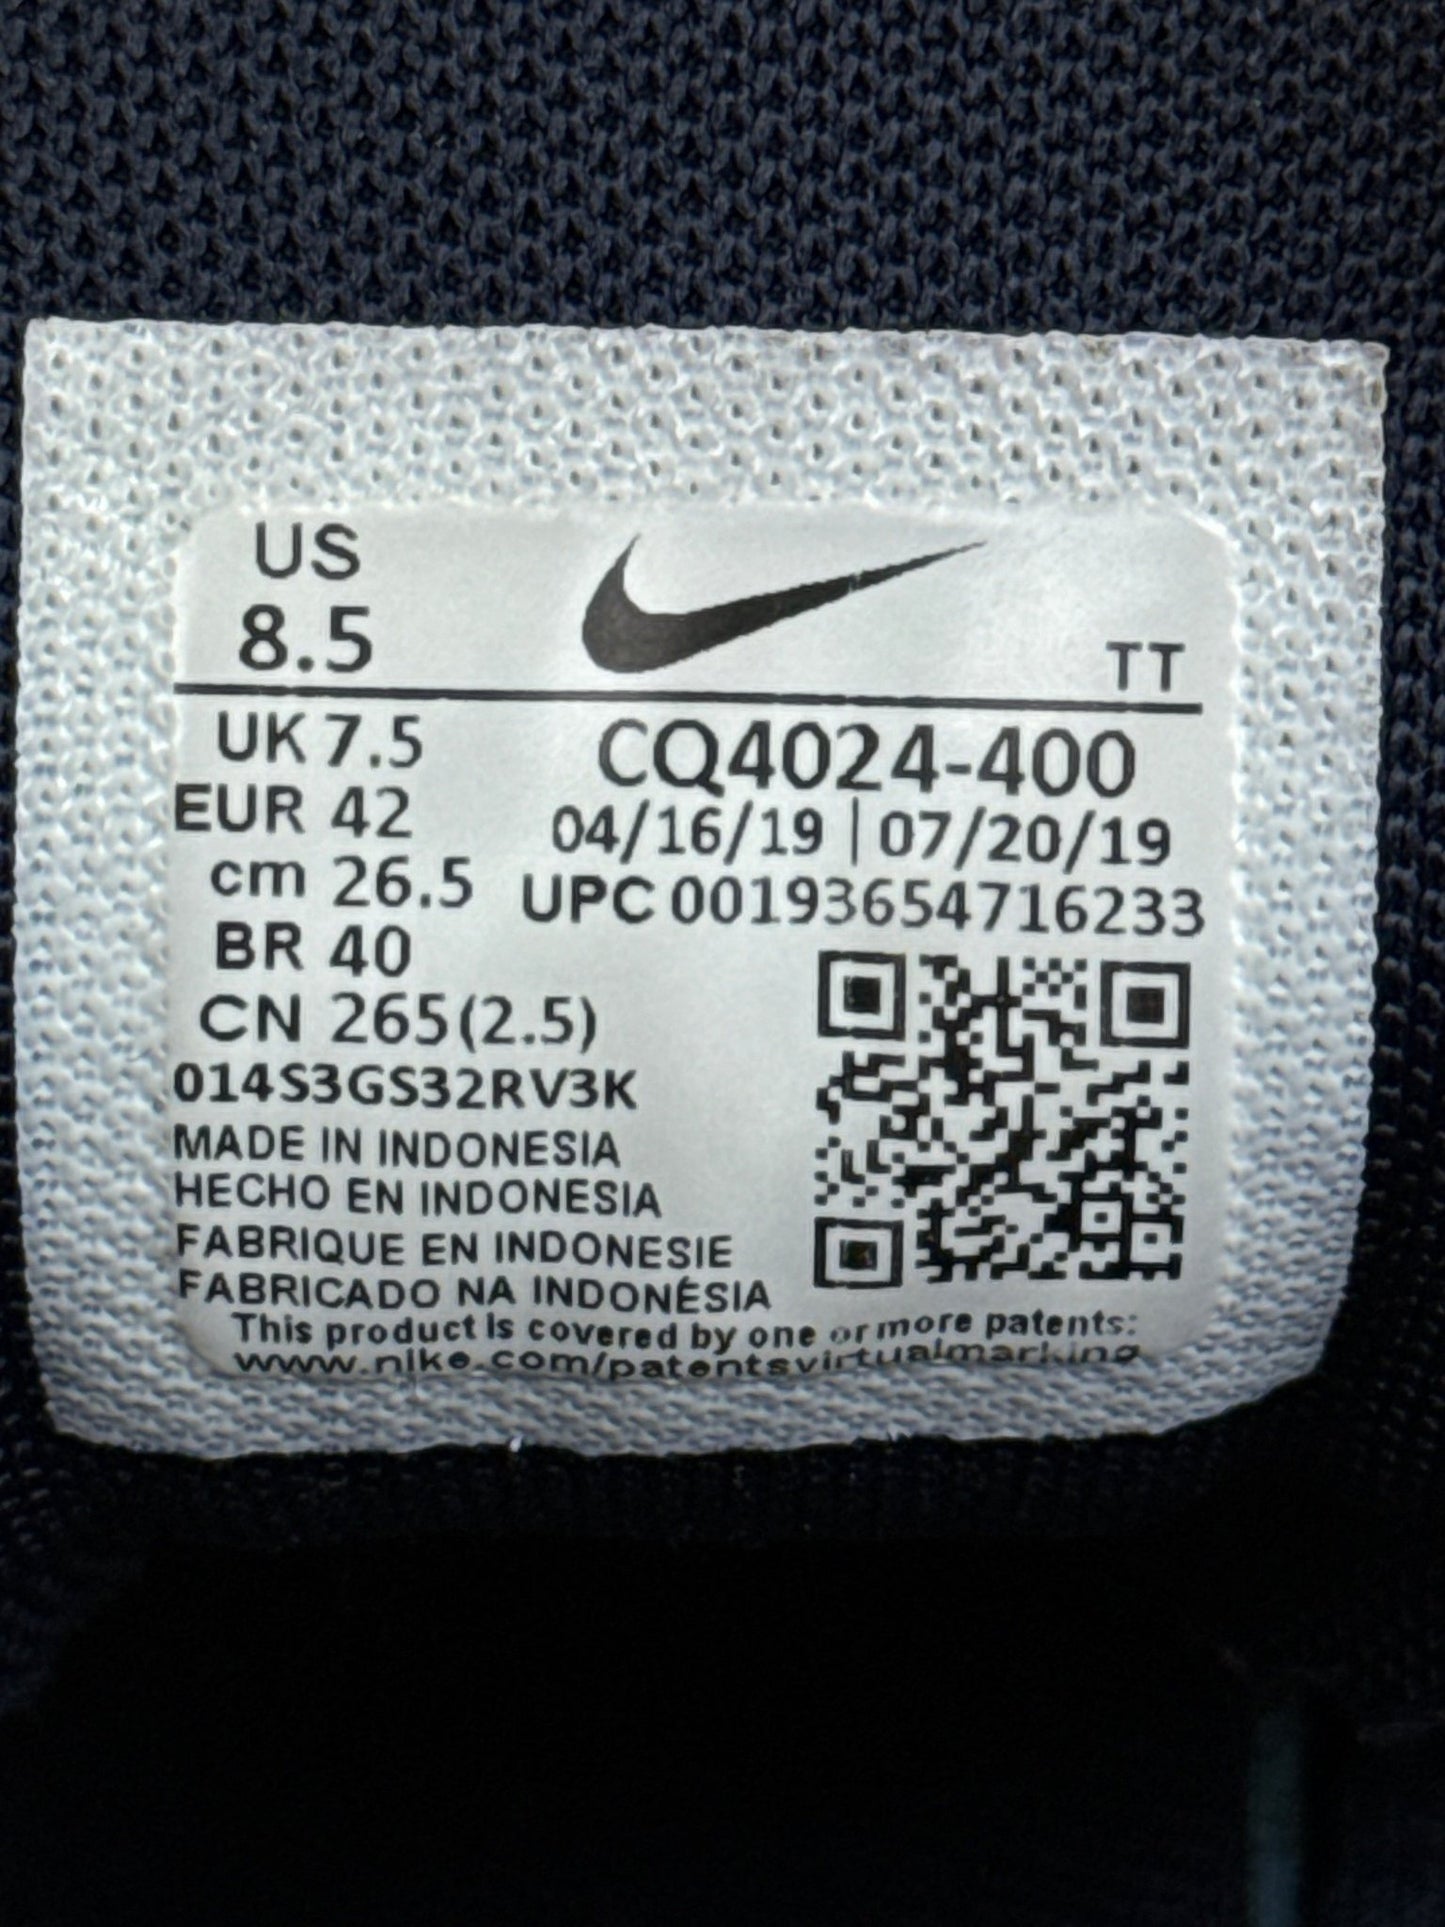 US
8.5
TT
UK 7.5
EUR 42
cm 26.5
BR 40
CN 265(2.5)
CQ4024-400
04/16/19 | 07/20/19
UPC 00193654716233
014S3GS32RV3K
MADE IN INDONESIA
HECHO EN INDONESIA
FABRIQUE EN INDONESIE
FABRICADO NA INDONÉSIA
This product is covered by one or more patents:
www.nike.com/patentsvirtualmarking